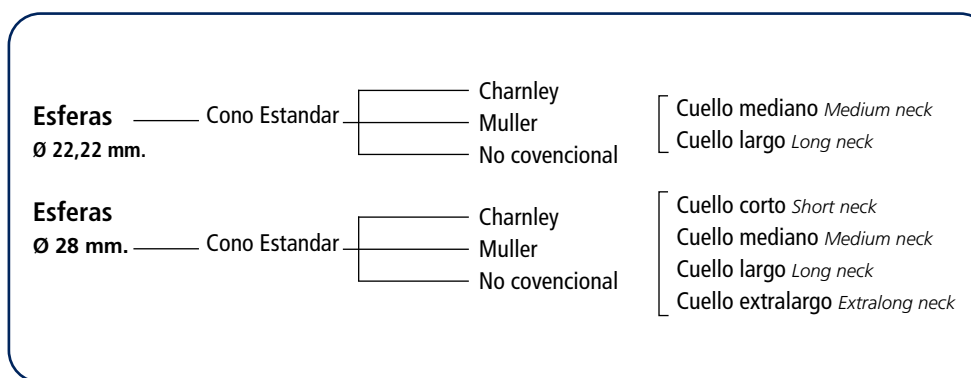 Esferas
Ø 22,22 mm.
Cono Estandar
Charnley
Muller
No covencional
Cuello mediano Medium neck
Cuello largo Long neck
Esferas
Ø 28 mm.
Cono Estandar
Charnley
Muller
No covencional
Cuello corto Short neck
Cuello mediano Medium neck
Cuello largo Long neck
Cuello extralargo Extralong neck